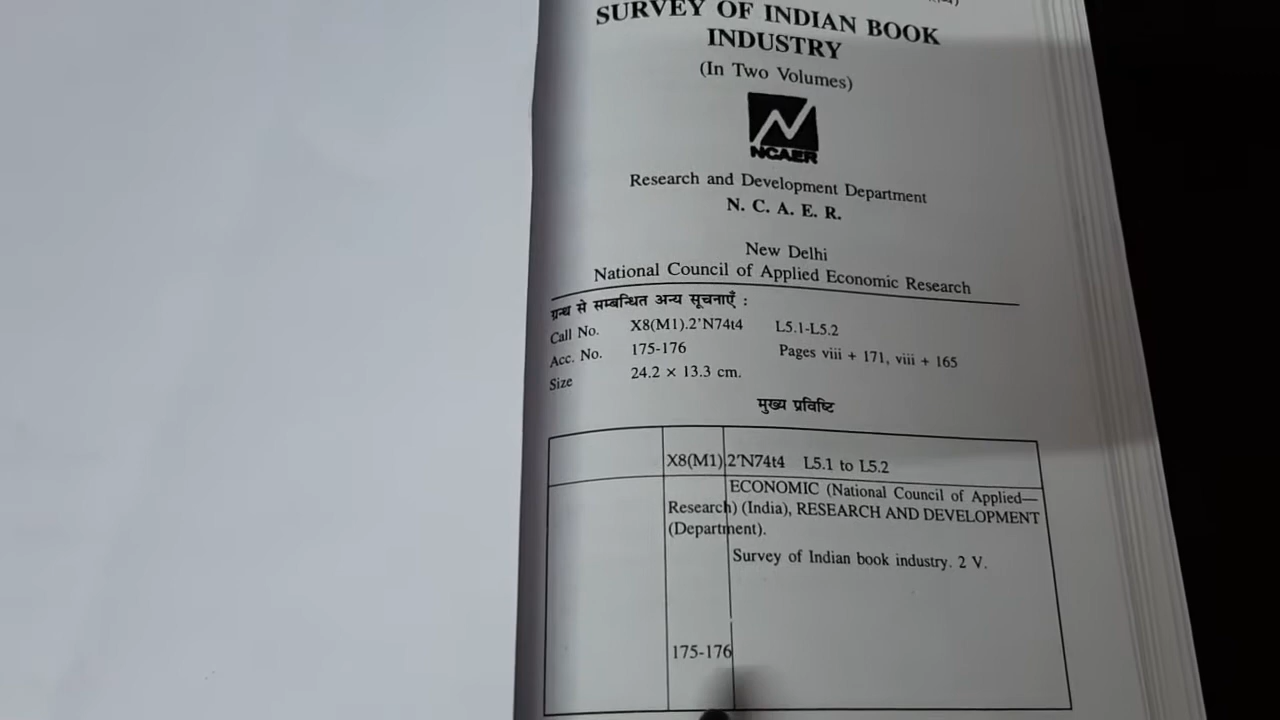 SURVEY OF INDIAN BOOK
INDUSTRY
(In Two Volumes)
NCAER
Research and Development Department
N. C. A. E. R.
New Delhi
National Council of Applied Economic Research
ग्रन्थ से सम्बन्धित अन्य सूचनाएँ :
Call No. X8(M1).2'N74t4 L5.1-L5.2
Acc. No. 175-176 Pages viii + 171, viii + 165
Size 24.2 × 13.3 cm.
मुख्य प्रविष्टि
X8(M1).2'N74t4 L5.1 to L5.2
ECONOMIC (National Council of Applied—
Research) (India), RESEARCH AND DEVELOPMENT
(Department).
Survey of Indian book industry. 2 V.
175-176